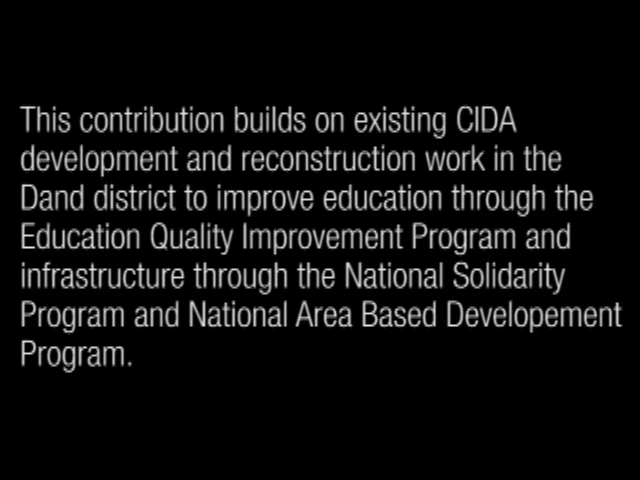 This contribution builds on existing CIDA
development and reconstruction work in the
Dand district to improve education through the
Education Quality Improvement Program and
infrastructure through the National Solidarity
Program and National Area Based Developement
Program.